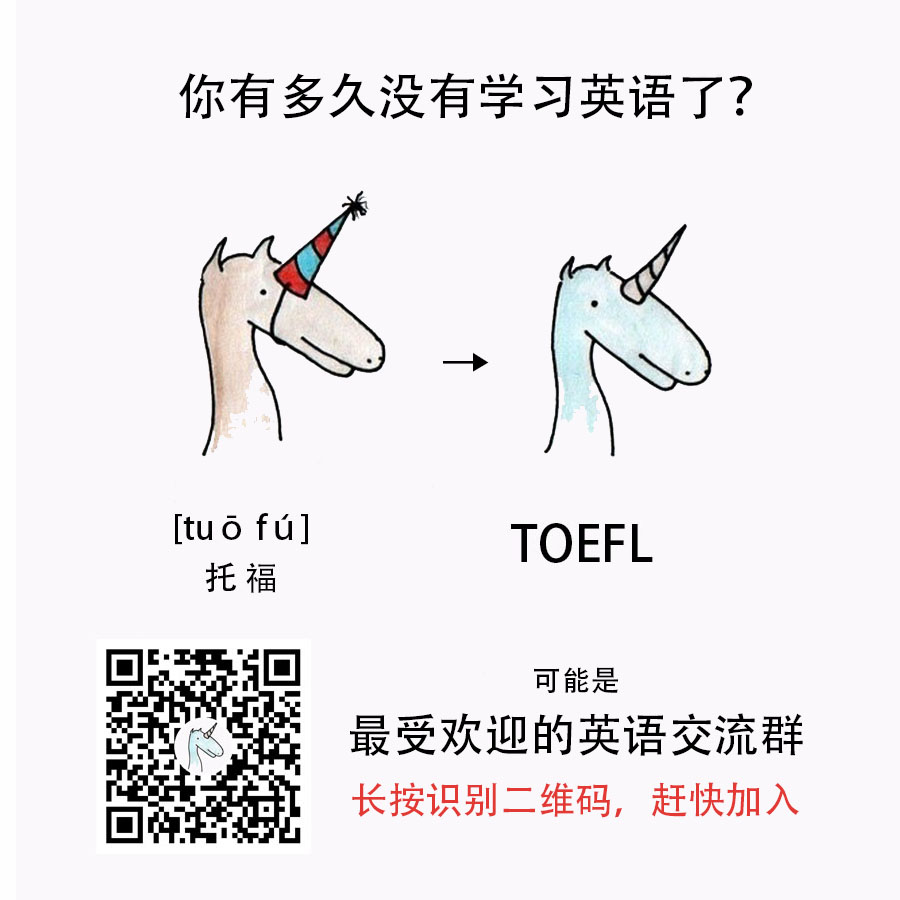 你有多久没有学习英语了?
[tuō fú]
托福
TOEFL
可能是
最受欢迎的英语交流群
长按识别二维码，赶快加入